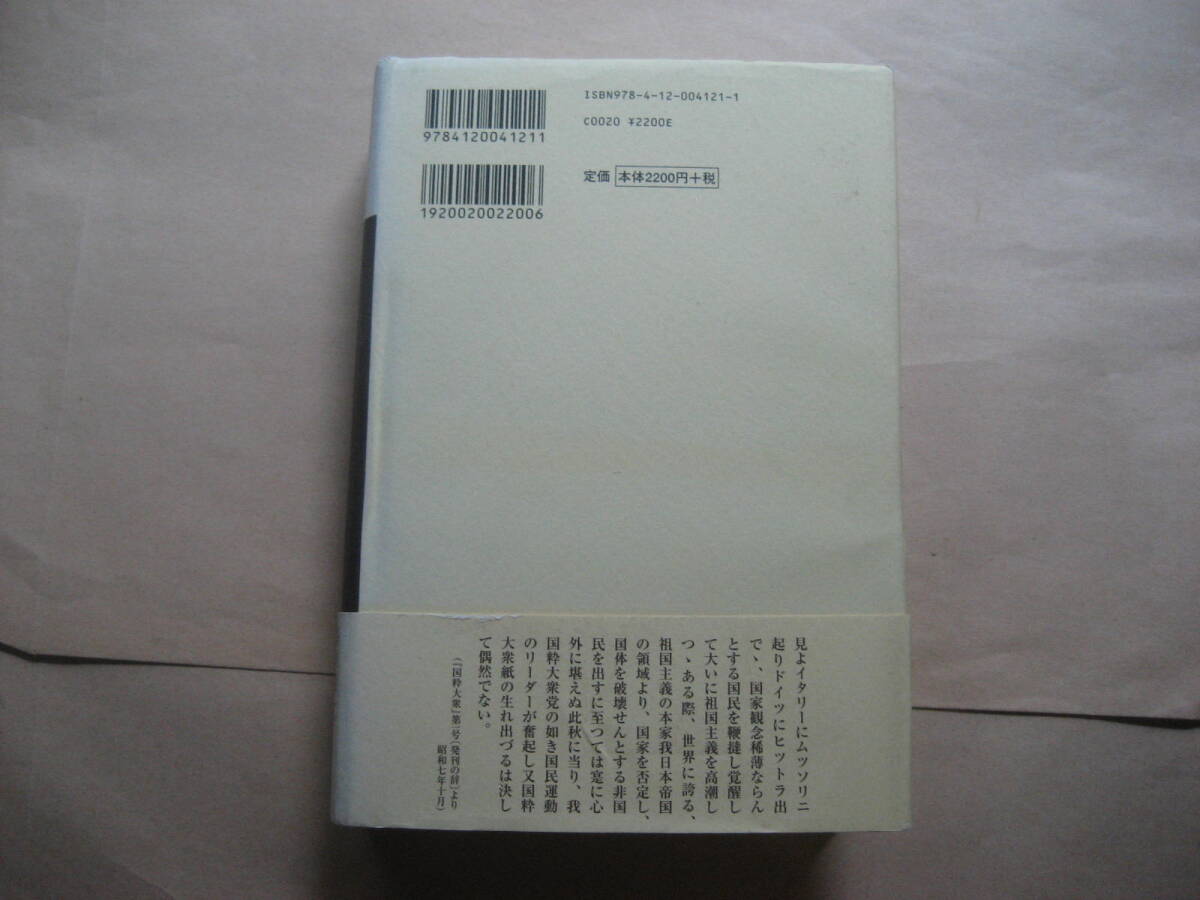 ISBN978-4-12-004121-1
C0020 ¥2200E
9784120041211
定価 本体2200円+税
1920020022006
見よイタリーにムツソリニ
起りドイツにヒツトラ出
でゝ、国家観念稀薄ならん
とする国民を鞭撻し覚醒し
て大いに祖国主義を高潮し
つゝある際、世界に誇る、
祖国主義の本家我日本帝国
の領域より、国家を否定し、
国体を破壊せんとする非国
民を出すに至つては寔に心
外に堪えぬ此秋に当り、我
国粋大衆党の如き国民運動
のリーダーが奮起し又国粋
大衆紙の生れ出づるは決し
て偶然でない。
(「国粋大衆」第一号〔発刊の辞〕より
昭和七年十月)